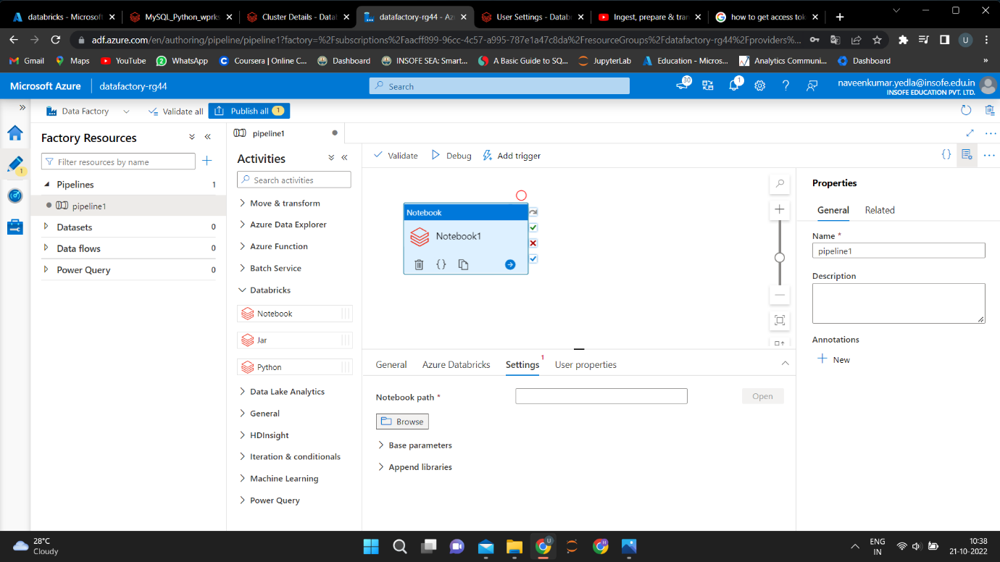 databricks - Microsoft
MySQL_Python_wprks
Cluster Details - Datab
datafactory-rg44 - Azu
User Settings - Databr
Ingest, prepare & tran
how to get access tok
adf.azure.com/en/authoring/pipeline/pipeline1?factory=%2Fsubscriptions%2Faacff899-96cc-4c57-a995-787e1a47c8da%2FresourceGroups%2Fdatafactory-rg44%2Fproviders%...
U
Gmail
Maps
YouTube
WhatsApp
Coursera | Online C...
Dashboard
INSOFE SEA: Smart...
A Basic Guide to SQ...
JupyterLab
Education - Micros...
Analytics Communi...
Dashboard
»
Microsoft Azure
datafactory-rg44
Search
30
1
naveenkumar.yedla@insofe.edu.in
INSOFE EDUCATION PVT. LTD.
Data Factory
Validate all
Publish all 1
1
Factory Resources
Filter resources by name
Pipelines 1
pipeline1
Datasets 0
Data flows 0
Power Query 0
pipeline1
Activities
Search activities
Move & transform
Azure Data Explorer
Azure Function
Batch Service
Databricks
Notebook
Jar
Python
Data Lake Analytics
General
HDInsight
Iteration & conditionals
Machine Learning
Power Query
Validate
Debug
Add trigger
{}
Notebook
Notebook1
{}
General
Azure Databricks
Settings 1
User properties
Notebook path *
Open
Browse
Base parameters
Append libraries
Properties
General
Related
Name *
pipeline1
Description
Annotations
New
28°C
Cloudy
ENG
IN
10:38
21-10-2022